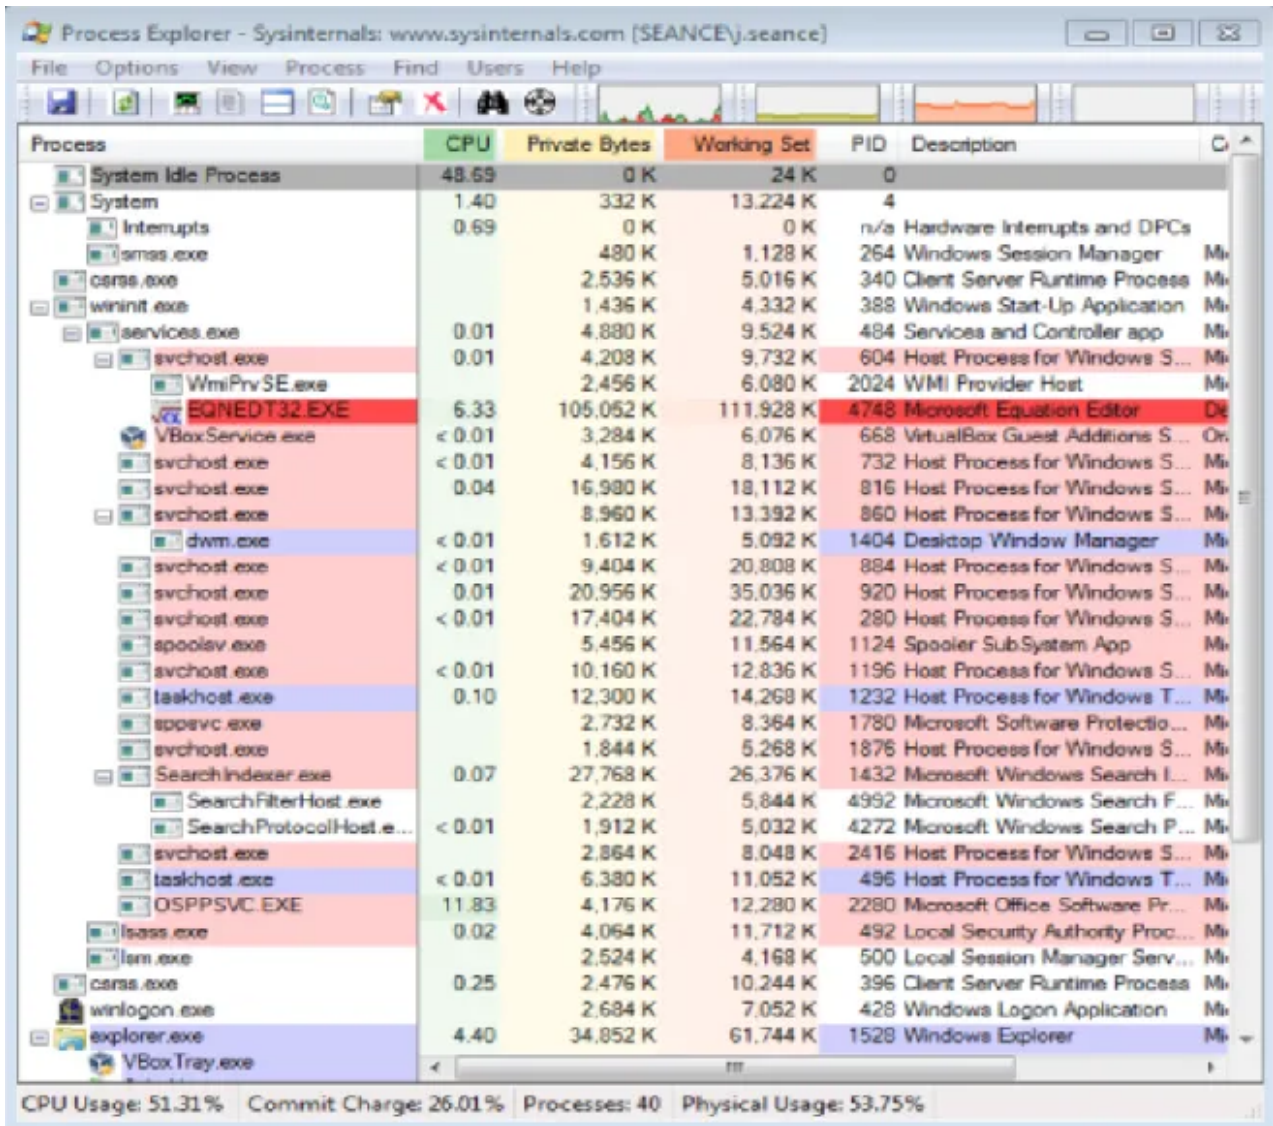 Process Explorer - Sysinternals: www.sysinternals.com [SEANCE\j.seance]
File Options View Process Find Users Help
Process CPU Private Bytes Working Set PID Description
System Idle Process 48.69 0 K 24 K 0
System 1.40 332 K 13,224 K 4
Interrupts 0.69 0 K 0 K n/a Hardware Interrupts and DPCs
smss.exe 480 K 1,128 K 264 Windows Session Manager
csrss.exe 2,536 K 5,016 K 340 Client Server Runtime Process
wininit.exe 1,436 K 4,332 K 388 Windows Start-Up Application
services.exe 0.01 4,880 K 9,524 K 484 Services and Controller app
svchost.exe 0.01 4,208 K 9,732 K 604 Host Process for Windows S...
WmiPrvSE.exe 2,456 K 6,080 K 2024 WMI Provider Host
EQNEDT32.EXE 6.33 105,052 K 111,928 K 4748 Microsoft Equation Editor
VBoxService.exe < 0.01 3,284 K 6,076 K 668 VirtualBox Guest Additions S...
svchost.exe < 0.01 4,156 K 8,136 K 732 Host Process for Windows S...
svchost.exe 0.04 16,980 K 18,112 K 816 Host Process for Windows S...
svchost.exe 8,960 K 13,392 K 860 Host Process for Windows S...
dwm.exe < 0.01 1,612 K 5,092 K 1404 Desktop Window Manager
svchost.exe < 0.01 9,404 K 20,808 K 884 Host Process for Windows S...
svchost.exe 0.01 20,956 K 35,036 K 920 Host Process for Windows S...
svchost.exe < 0.01 17,404 K 22,784 K 280 Host Process for Windows S...
spoolsv.exe 5,456 K 11,564 K 1124 Spooler SubSystem App
svchost.exe < 0.01 10,160 K 12,836 K 1196 Host Process for Windows S...
taskhost.exe 0.10 12,300 K 14,268 K 1232 Host Process for Windows T...
sppsvc.exe 2,732 K 8,364 K 1780 Microsoft Software Protectio...
svchost.exe 1,844 K 5,268 K 1876 Host Process for Windows S...
SearchIndexer.exe 0.07 27,768 K 26,376 K 1432 Microsoft Windows Search I...
SearchFilterHost.exe 2,228 K 5,844 K 4992 Microsoft Windows Search F...
SearchProtocolHost.e... < 0.01 1,912 K 5,032 K 4272 Microsoft Windows Search P...
svchost.exe 2,864 K 8,048 K 2416 Host Process for Windows S...
taskhost.exe < 0.01 6,380 K 11,052 K 496 Host Process for Windows T...
OSPPSVC.EXE 11.83 4,176 K 12,280 K 2280 Microsoft Office Software Pr...
lsass.exe 0.02 4,064 K 11,712 K 492 Local Security Authority Proc...
lsm.exe 2,524 K 4,168 K 500 Local Session Manager Serv...
csrss.exe 0.25 2,476 K 10,244 K 396 Client Server Runtime Process
winlogon.exe 2,684 K 7,052 K 428 Windows Logon Application
explorer.exe 4.40 34,852 K 61,744 K 1528 Windows Explorer
VBoxTray.exe
CPU Usage: 51.31% Commit Charge: 26.01% Processes: 40 Physical Usage: 53.75%